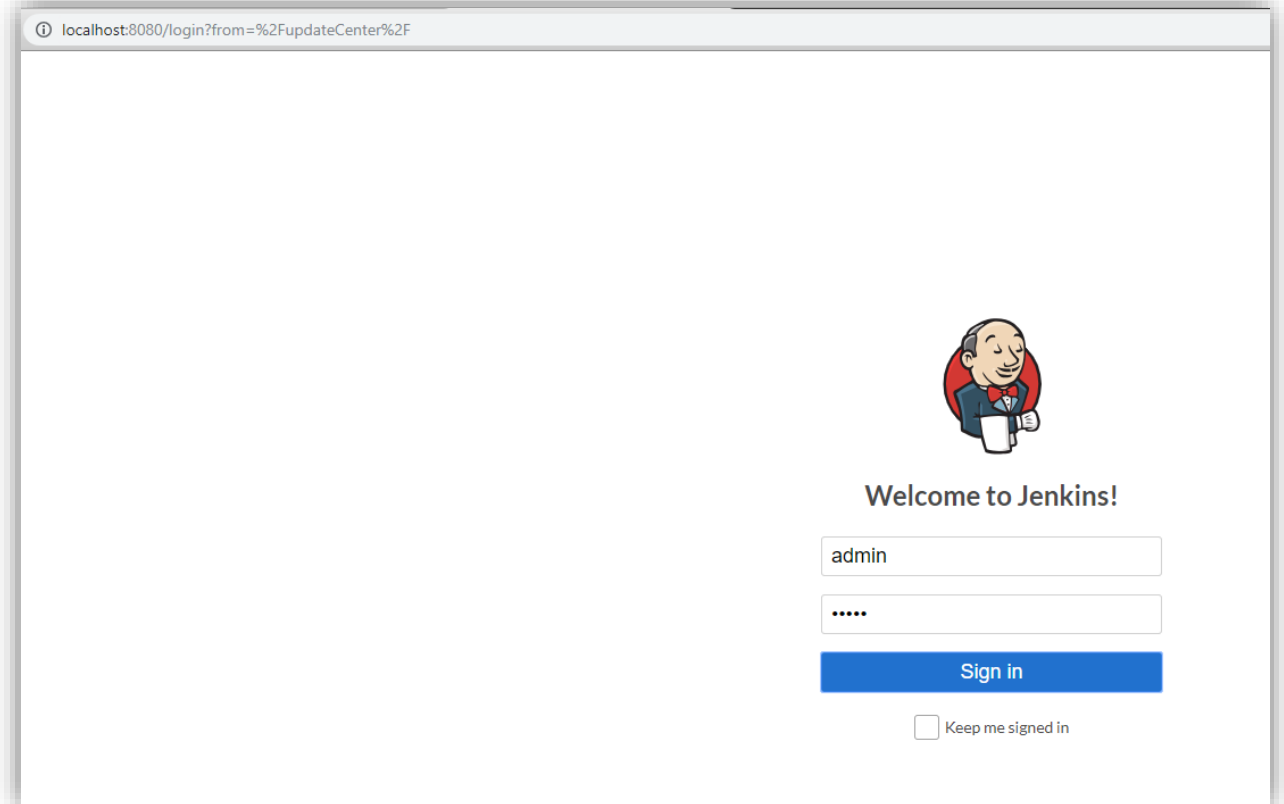 localhost:8080/login?from=%2FupdateCenter%2F
Welcome to Jenkins!
admin
•••••
Sign in
Keep me signed in